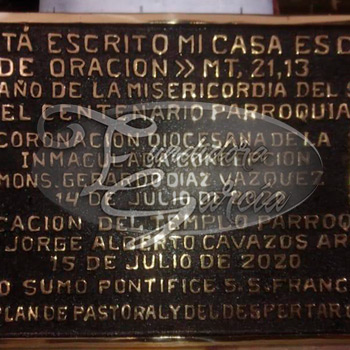 TÁ ESCRITO MI CASA ES C
DE ORACION >> MT, 21,13
AÑO DE LA MISERICORDIA DEL S
EL CENTENARIO PARROQUIA
CORONACION DIOCESANA DE LA
INMACULADA CONCEPCION
MONS. GERARDO DIAZ VAZQUEZ
14 DE JULIO DE
CACION DEL TEMPLO PARROQ
JORGE ALBERTO CAVAZOS AR
15 DE JULIO DE 2020
O SUMO PONTIFICE S.S. FRANC
PLAN DE PASTORAL Y DEL DESPERTAR
Fundidora
García